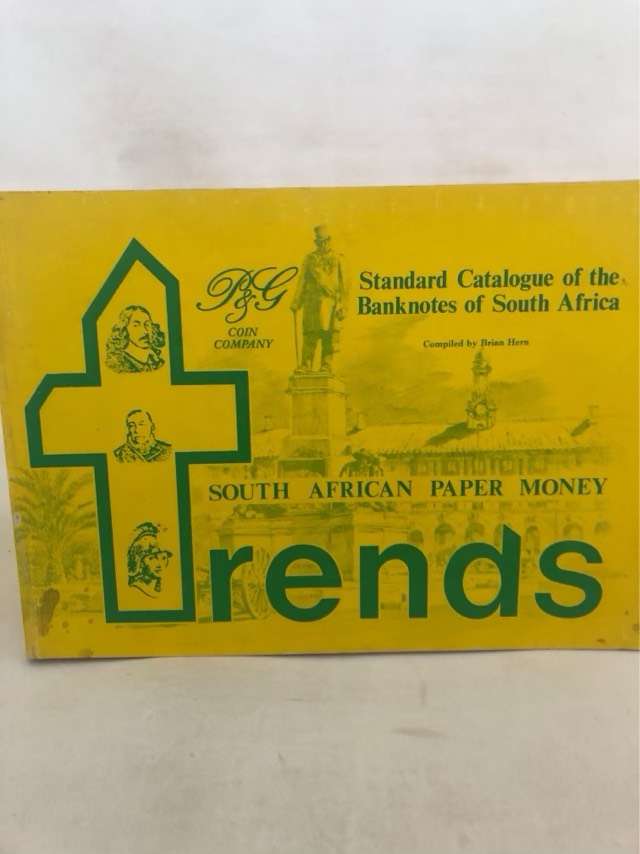 P&G
COIN
COMPANY
Standard Catalogue of the
Banknotes of South Africa
Compiled by Brian Hern
SOUTH AFRICAN PAPER MONEY
trends